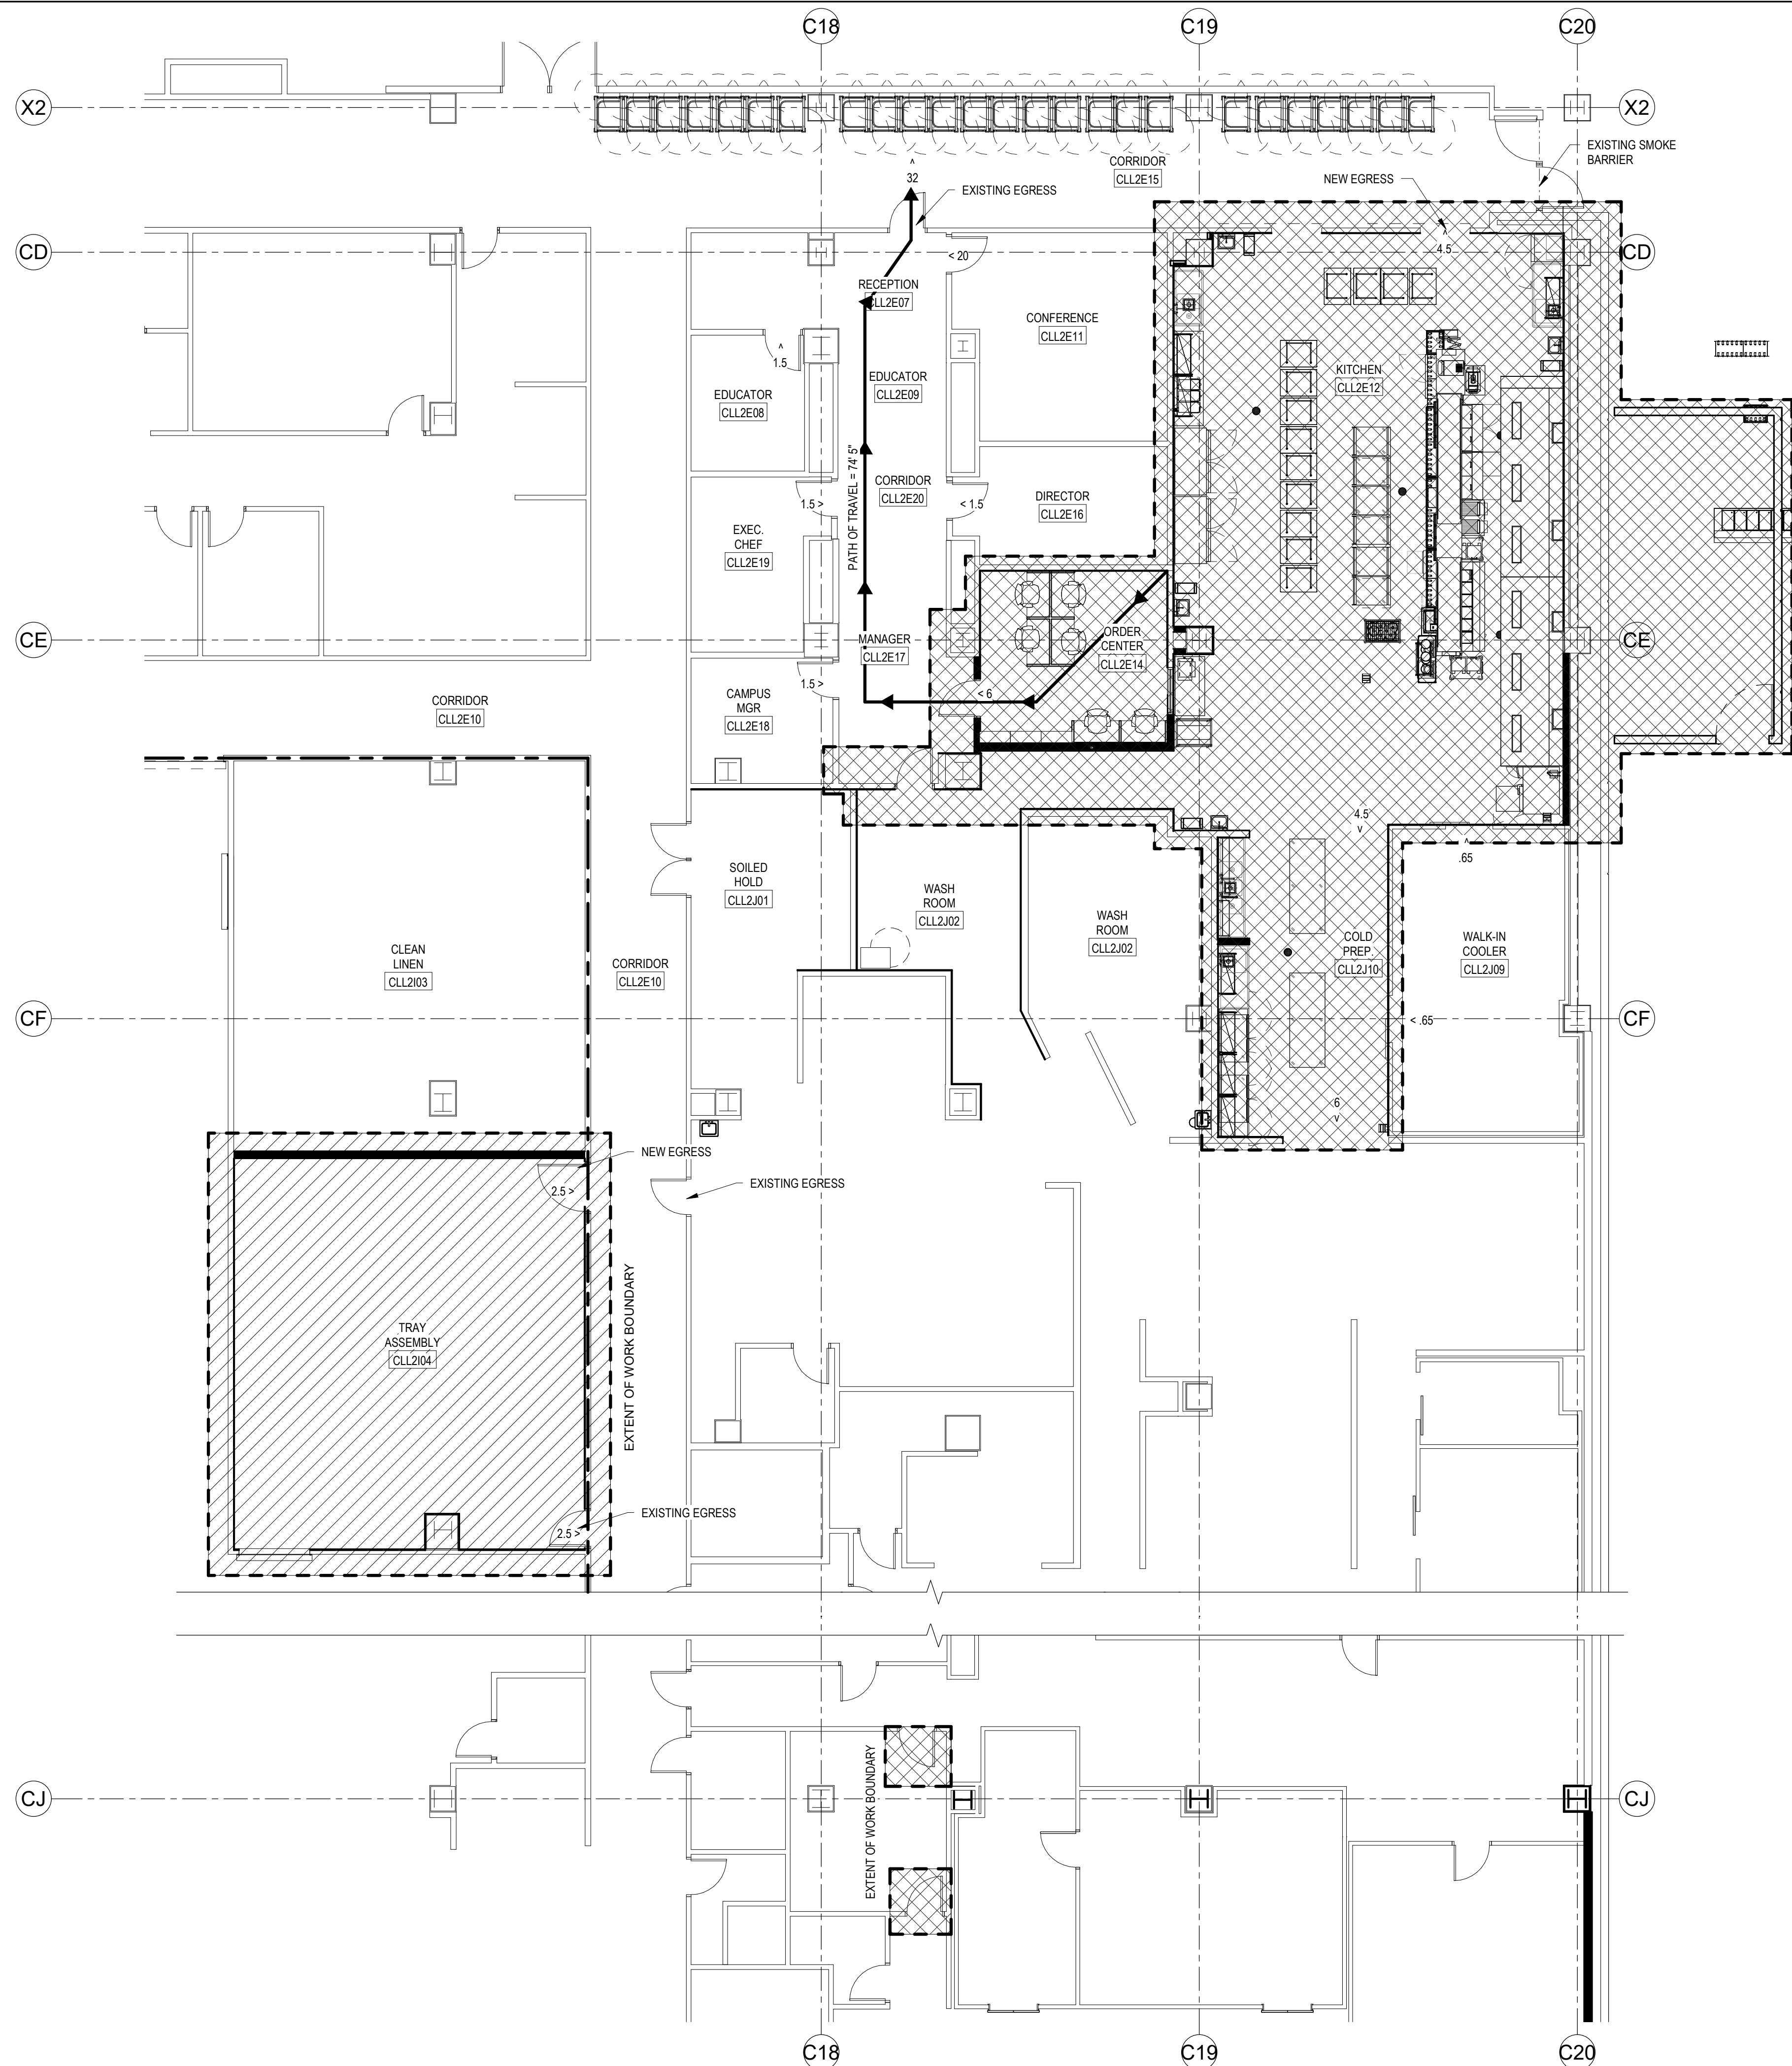 C18
C19
C20
X2
X2
EXISTING SMOKE
BARRIER
CORRIDOR
CLL2E15
^
32
EXISTING EGRESS
NEW EGRESS
^
4.5
CD
CD
< 20
RECEPTION
CLL2E07
CONFERENCE
CLL2E11
^
1.5
EDUCATOR
CLL2E08
EDUCATOR
CLL2E09
KITCHEN
CLL2E12
PATH OF TRAVEL = 74' 5"
CORRIDOR
CLL2E20
1.5 >
< 1.5
DIRECTOR
CLL2E16
EXEC.
CHEF
CLL2E19
CE
CE
MANAGER
CLL2E17
ORDER
CENTER
CLL2E14
1.5 >
< 6
CAMPUS
MGR
CLL2E18
CORRIDOR
CLL2E10
4.5
v
^
.65
SOILED
HOLD
CLL2J01
WASH
ROOM
CLL2J02
WASH
ROOM
CLL2J02
COLD
PREP.
CLL2J10
WALK-IN
COOLER
CLL2J09
CLEAN
LINEN
CLL2I03
CORRIDOR
CLL2E10
CF
< .65
CF
6
v
NEW EGRESS
2.5 >
EXISTING EGRESS
EXTENT OF WORK BOUNDARY
TRAY
ASSEMBLY
CLL2I04
EXISTING EGRESS
2.5 >
EXTENT OF WORK BOUNDARY
CJ
CJ
C18
C19
C20